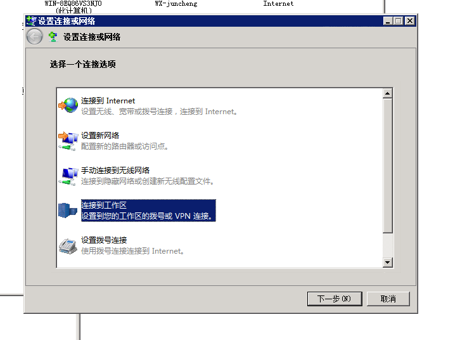 WIN-8EQ86VS3NJO WX-juncheng Internet
(此计算机)
设置连接或网络
设置连接或网络
选择一个连接选项
连接到 Internet
设置无线、宽带或拨号连接，连接到 Internet。
设置新网络
配置新的路由器或访问点。
手动连接到无线网络
连接到隐藏网络或创建新无线配置文件。
连接到工作区
设置到您的工作区的拨号或 VPN 连接。
设置拨号连接
使用拨号连接连接到 Internet。
下一步(N) 取消